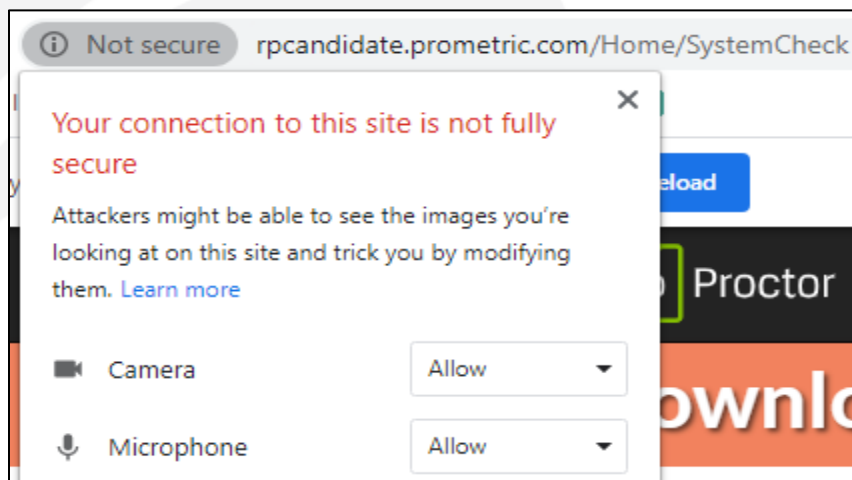 Not secure rpcandidate.prometric.com/Home/SystemCheck
Your connection to this site is not fully
secure
eload
Attackers might be able to see the images you're
looking at on this site and trick you by modifying
them. Learn more
Proctor
Camera Allow
ownlo
Microphone Allow